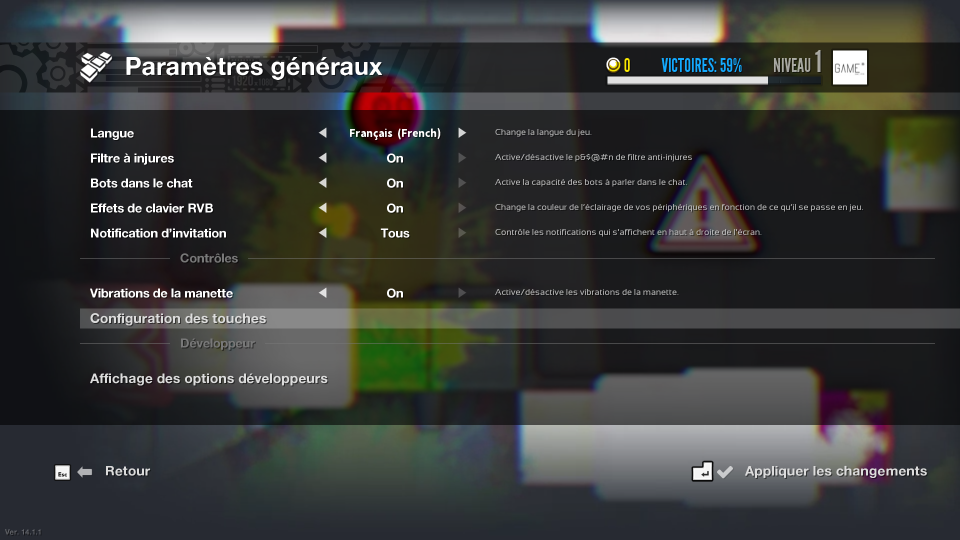 Paramètres généraux
0
VICTOIRES: 59%
NIVEAU 1
GAME
Langue
Français (French)
Change la langue du jeu.
Filtre à injures
On
Active/désactive le p&$@#n de filtre anti-injures
Bots dans le chat
On
Active la capacité des bots à parler dans le chat.
Effets de clavier RVB
On
Change la couleur de l'éclairage de vos périphériques en fonction de ce qu'il se passe en jeu.
Notification d'invitation
Tous
Contrôle les notifications qui s'affichent en haut à droite de l'écran.
Contrôles
Vibrations de la manette
On
Active/désactive les vibrations de la manette.
Configuration des touches
Développeur
Affichage des options développeurs
Esc
Retour
Appliquer les changements
Ver. 14.1.1